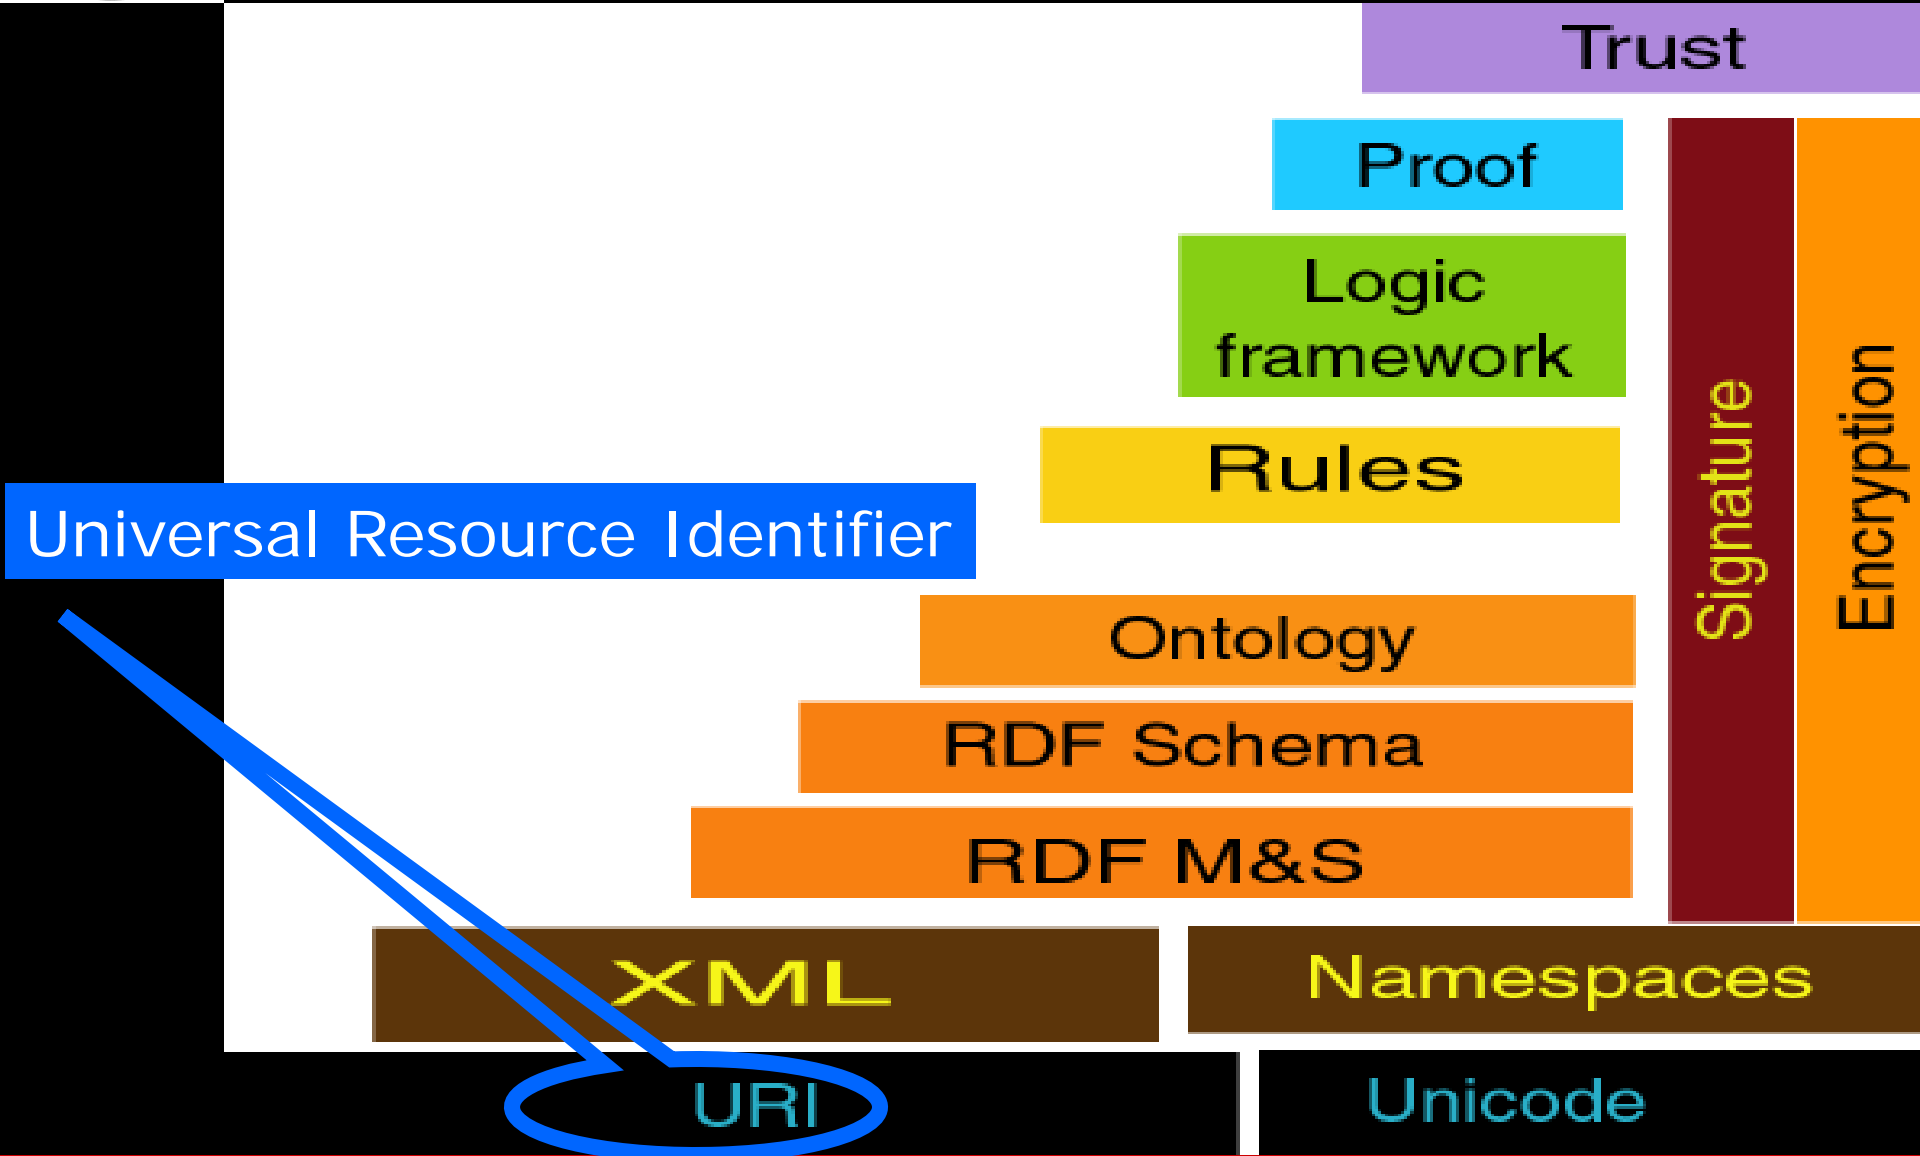 Trust
Proof
Logic
framework
Rules
Signature
Encryption
Universal Resource Identifier
Ontology
RDF Schema
RDF M&S
XML
Namespaces
URI
Unicode